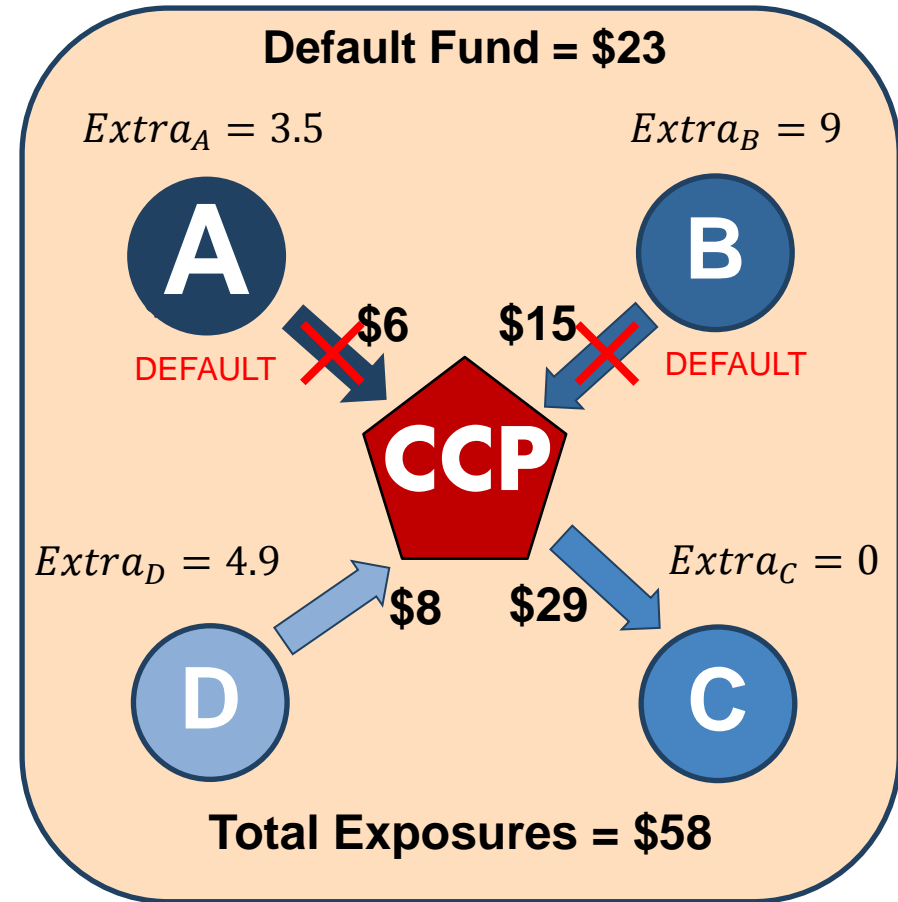 Default Fund = $23
Extra_A = 3.5
Extra_B = 9
A
B
$6
$15
DEFAULT
DEFAULT
CCP
Extra_D = 4.9
Extra_C = 0
$8
$29
D
C
Total Exposures = $58